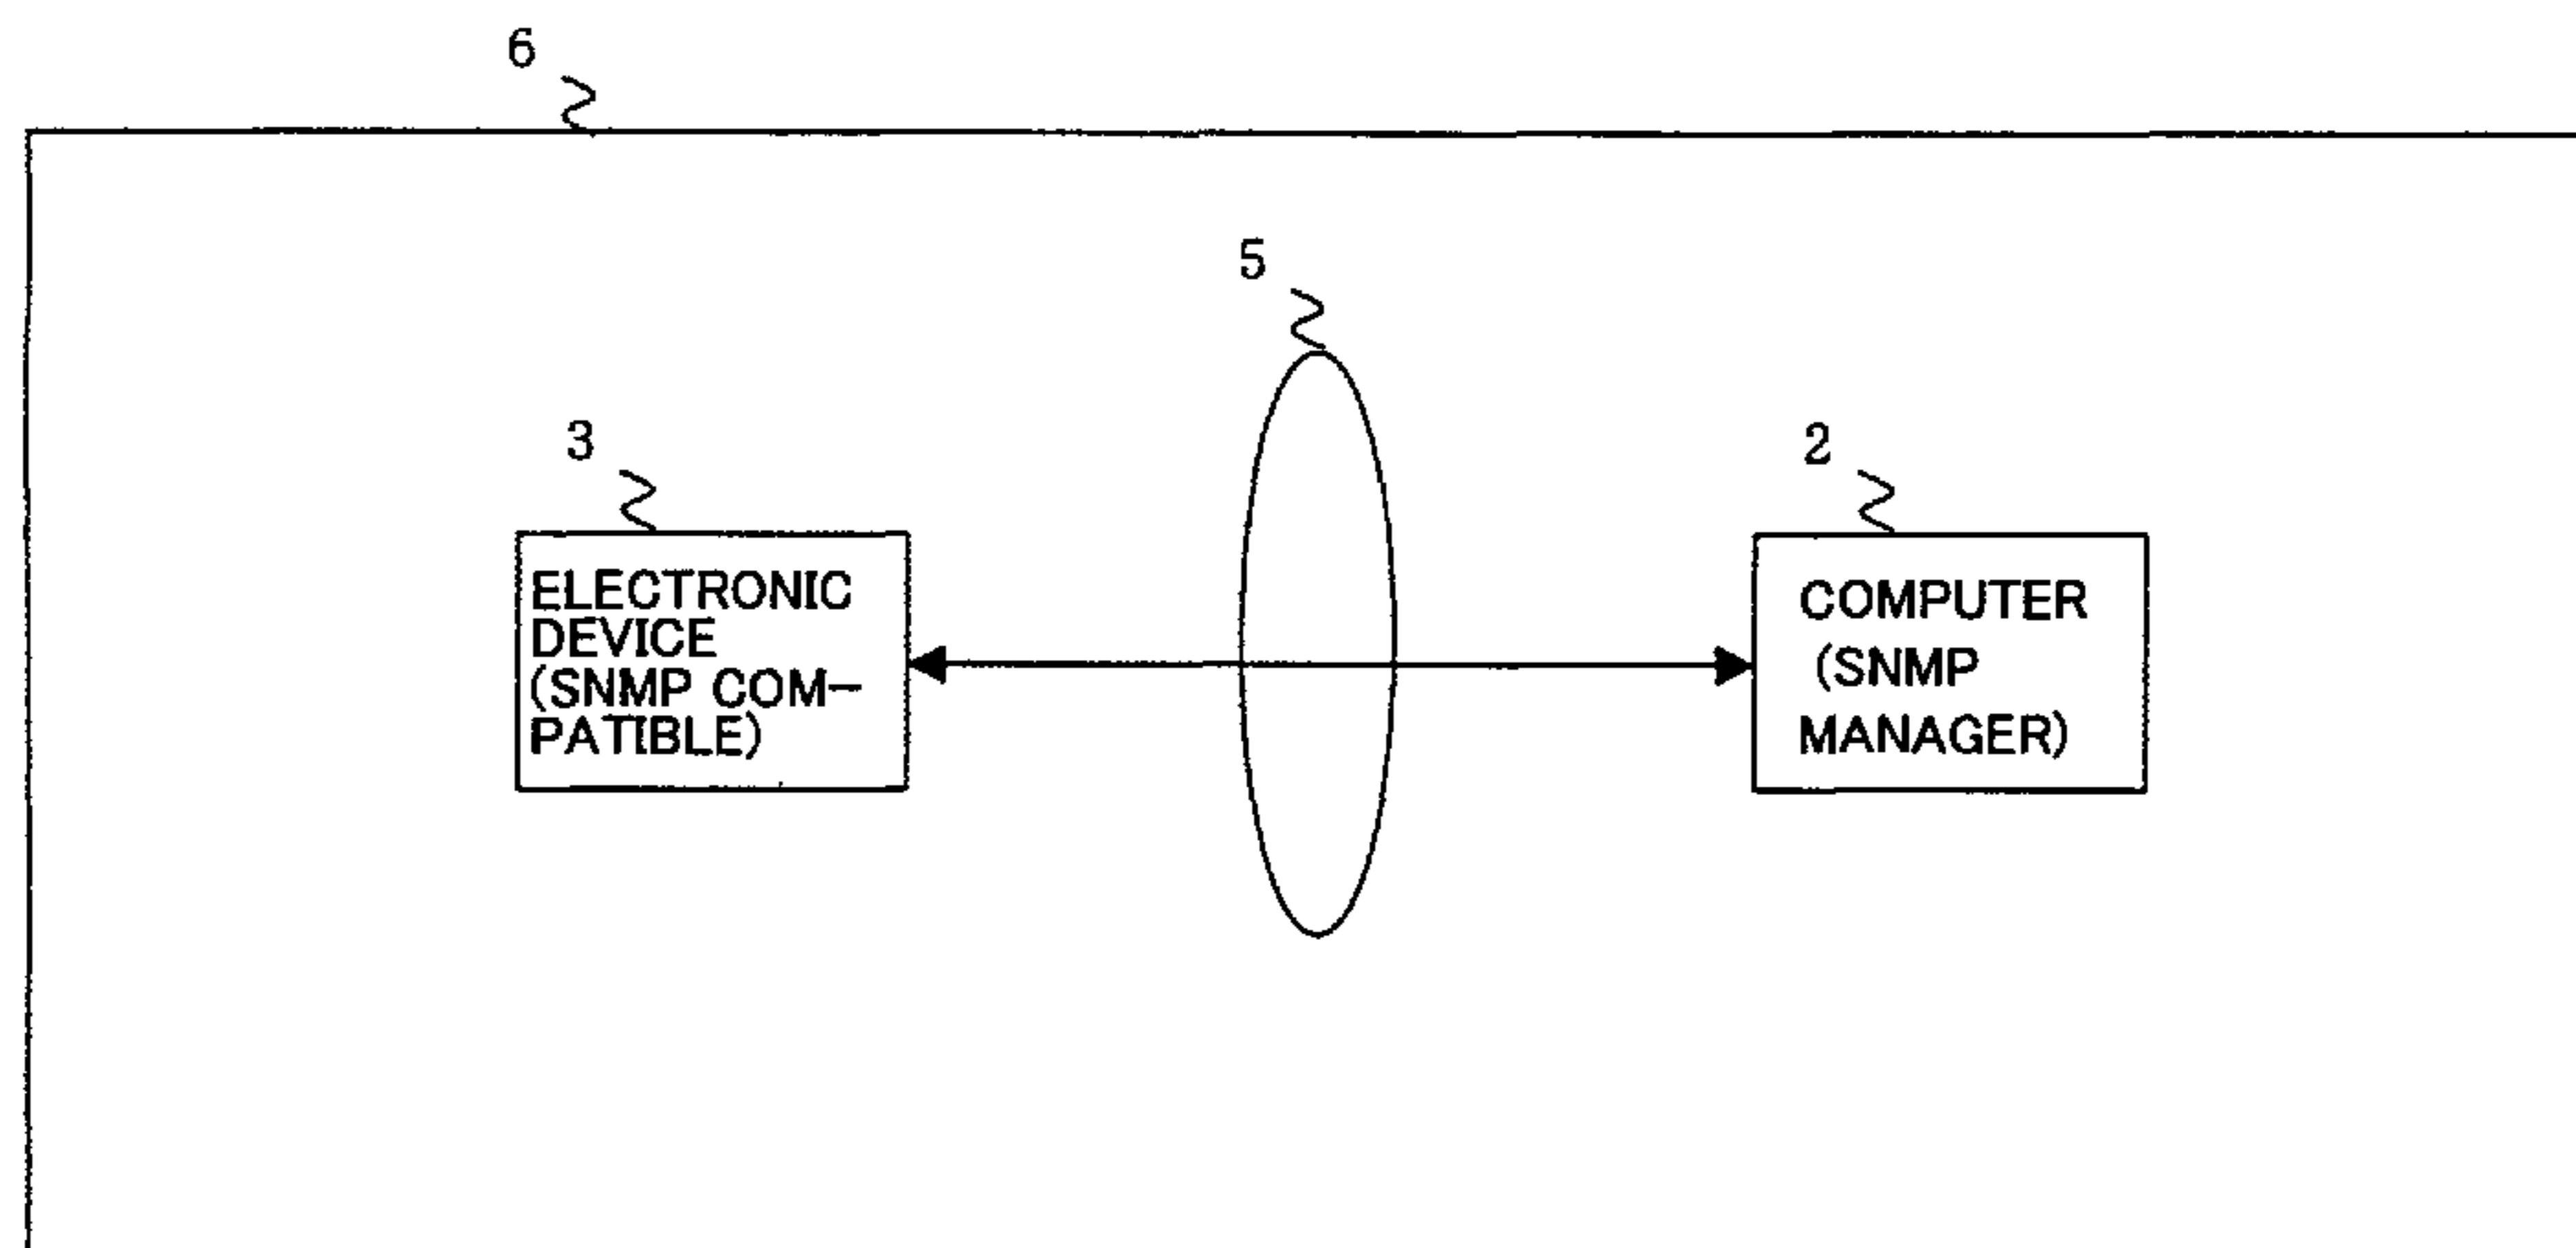 6
5
3
2
ELECTRONIC
DEVICE
(SNMP COM-
PATIBLE)
COMPUTER
(SNMP
MANAGER)